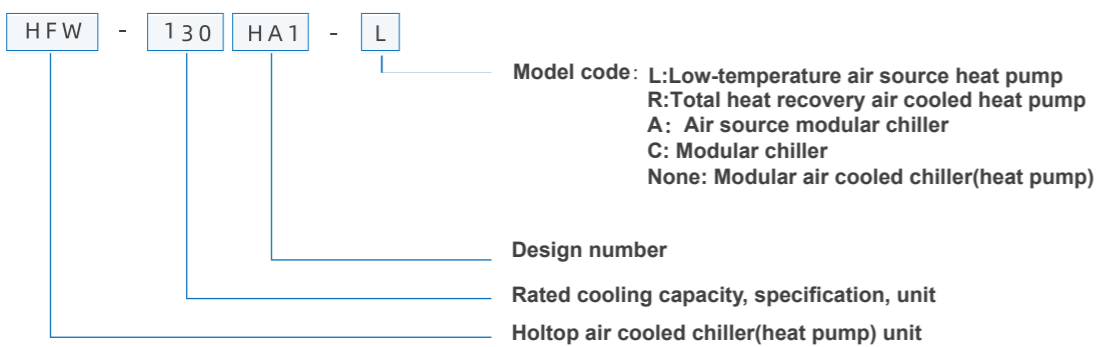 HFW - 130 HA1 - L
Model code: L:Low-temperature air source heat pump
R:Total heat recovery air cooled heat pump
A: Air source modular chiller
C: Modular chiller
None: Modular air cooled chiller(heat pump)
Design number
Rated cooling capacity, specification, unit
Holtop air cooled chiller(heat pump) unit